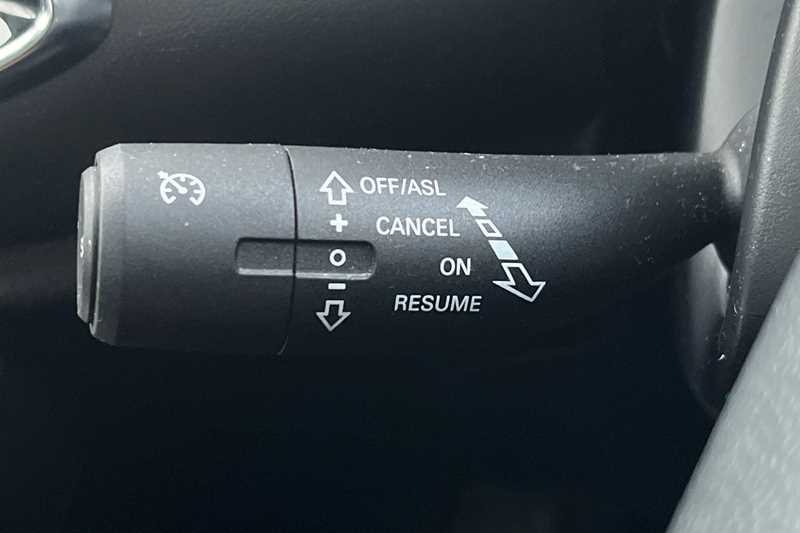 OFF/ASL
+ CANCEL
O ON
- RESUME